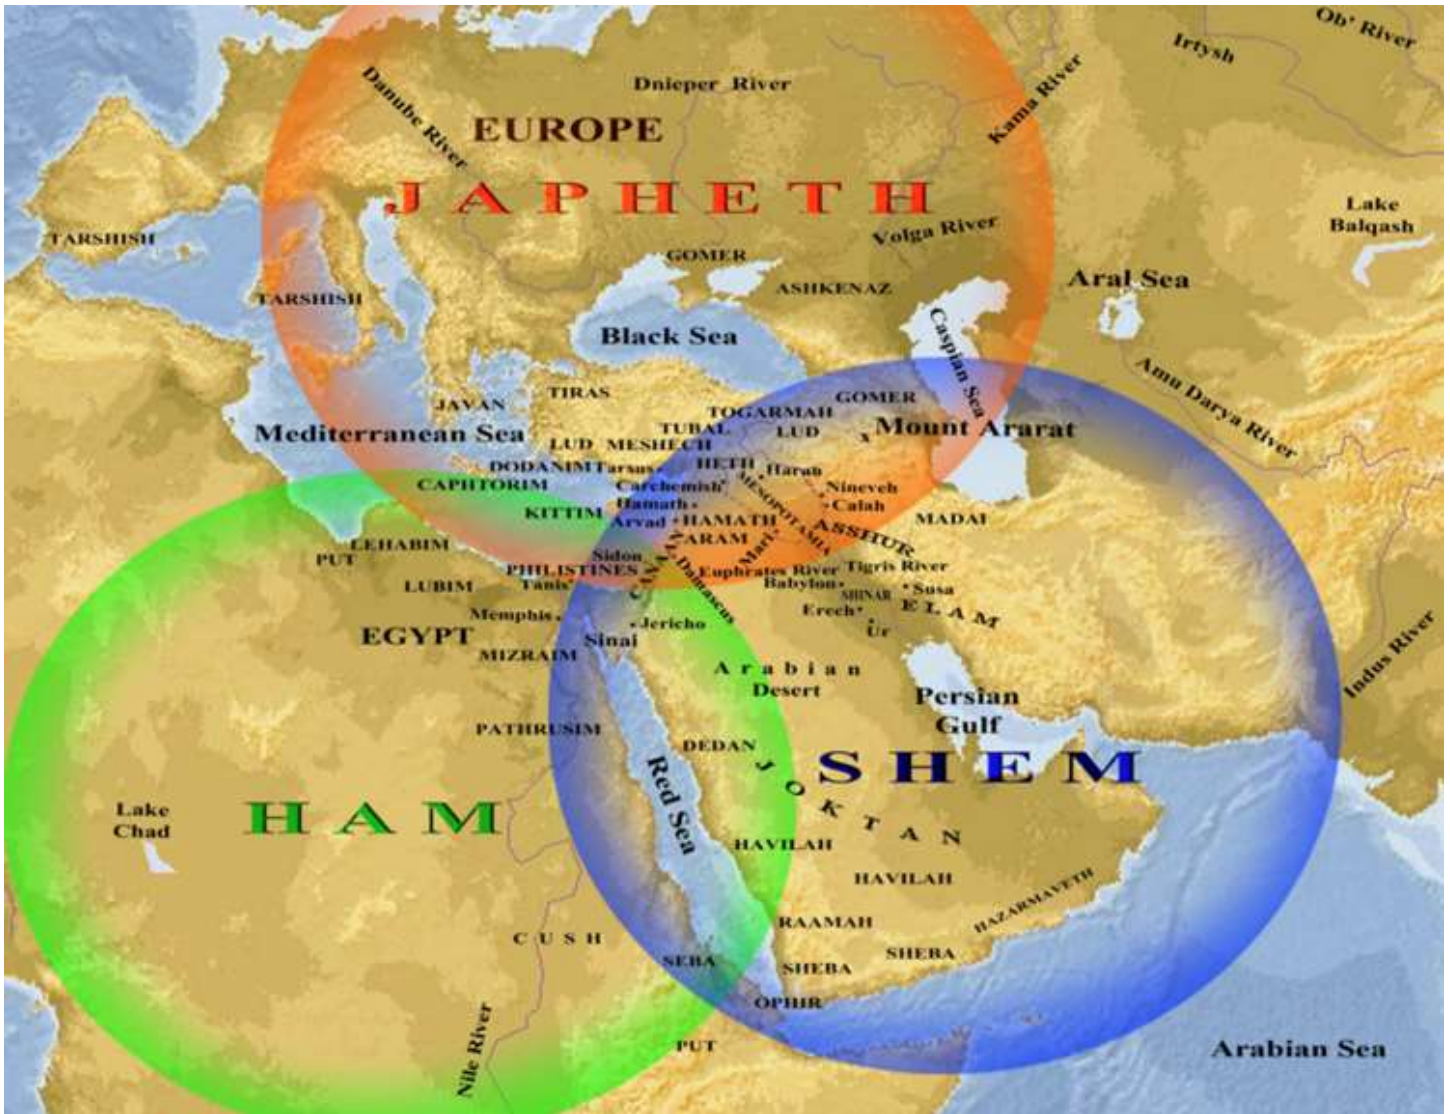 Ob' River
Irtysh
Danube River
Dnieper River
Kama River
EUROPE
JAPHETH
Lake
Balqash
TARSHISH
Volga River
GOMER
Aral Sea
ASHKENAZ
TARSHISH
Caspian Sea
Black Sea
Amu Darya River
TIRAS
GOMER
JAVAN
TOGARMAH
Mediterranean Sea
TUBAL
LUD
Mount Ararat
x
LUD
MESHECH
DODANIM
Tarsus
HETH
Haran
CAPHTORIM
Carchemish
MESOPOTAMIA
Nineveh
Hamath
Calah
KITTIM
Arvad
HAMATH
ASSHUR
MADAI
LEHABIM
ARAM
Mari
PUT
Sidon
CANAAN
PHILISTINES
Damascus
Euphrates River
Tigris River
LUBIM
Tanis
Babylon
SHINAR
Susa
Memphis
Erech
ELAM
EGYPT
Sinai
Jericho
Ur
MIZRAIM
Arabian
Desert
Indus River
Persian
Gulf
PATHRUSIM
DEDAN
SHEM
Red Sea
JOKTAN
Lake
Chad
HAM
HAVILAH
HAVILAH
HAZARMAVETH
RAAMAH
CUSH
SHEBA
SEBA
SHEBA
OPHIR
Nile River
PUT
Arabian Sea